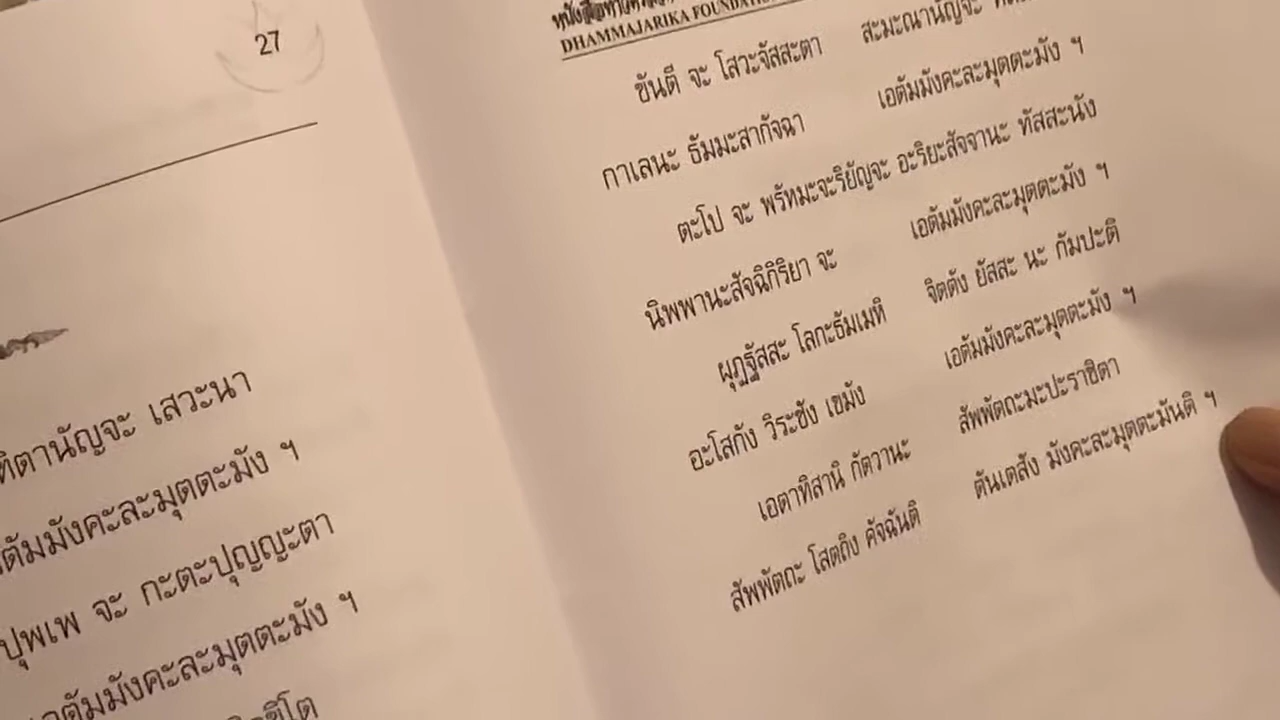 27
ทิตานัญจะ เสวะนา
ตัมมังคะละมุตตะมัง ฯ
ปุพเพ จะ กะตะปุญญะตา
เอตัมมังคะละมุตตะมัง ฯ
DHAMMAJARIKA FOUNDATION
ขันตี จะ โสวะจัสสะตา สะมะณานัญจะ
กาเลนะ ธัมมะสากัจฉา เอตัมมังคะละมุตตะมัง ฯ
ตะโป จะ พรัหมะจะริยัญจะ อะริยะสัจจานะ ทัสสะนัง
นิพพานะสัจฉิกิริยา จะ เอตัมมังคะละมุตตะมัง ฯ
ผุฏฐัสสะ โลกะธัมเมหิ จิตตัง ยัสสะ นะ กัมปะติ
อะโสกัง วิระชัง เขมัง เอตัมมังคะละมุตตะมัง ฯ
เอตาทิสานิ กัตวานะ สัพพัตถะมะปะราชิตา
สัพพัตถะ โสตถิง คัจฉันติ ตันเตสัง มังคะละมุตตะมันติ ฯ